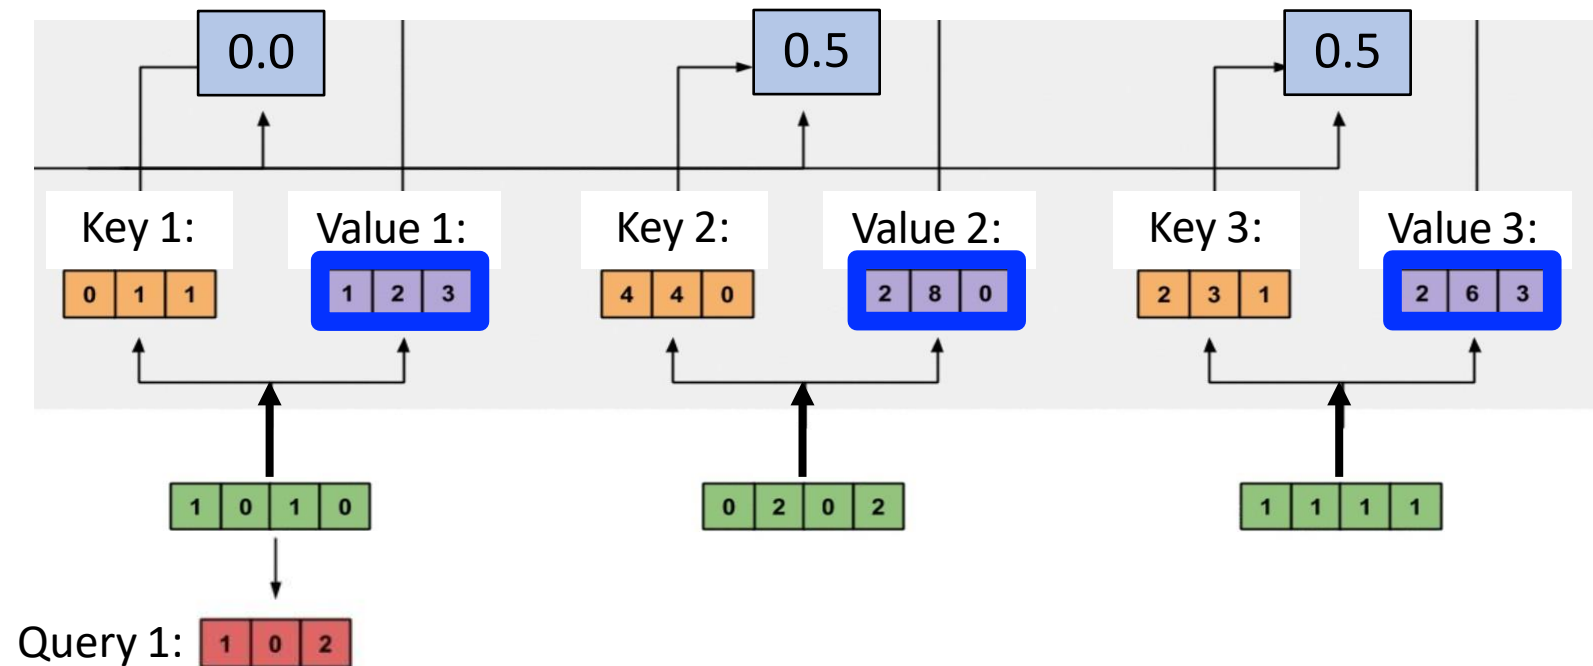 0.0 0.5 0.5
Key 1: Value 1: Key 2: Value 2: Key 3: Value 3:
0 1 1 1 2 3 4 4 0 2 8 0 2 3 1 2 6 3
1 0 1 0 0 2 0 2 1 1 1 1
Query 1: 1 0 2